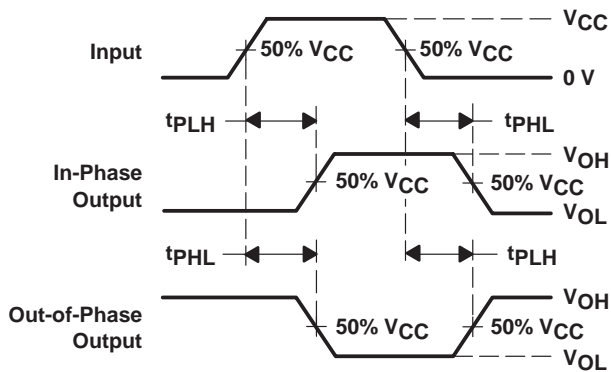 VCC
Input
50% VCC
50% VCC
0 V
tPLH
tPHL
VOH
In-Phase
Output
50% VCC
50% VCC
VOL
tPHL
tPLH
VOH
Out-of-Phase
Output
50% VCC
50% VCC
VOL